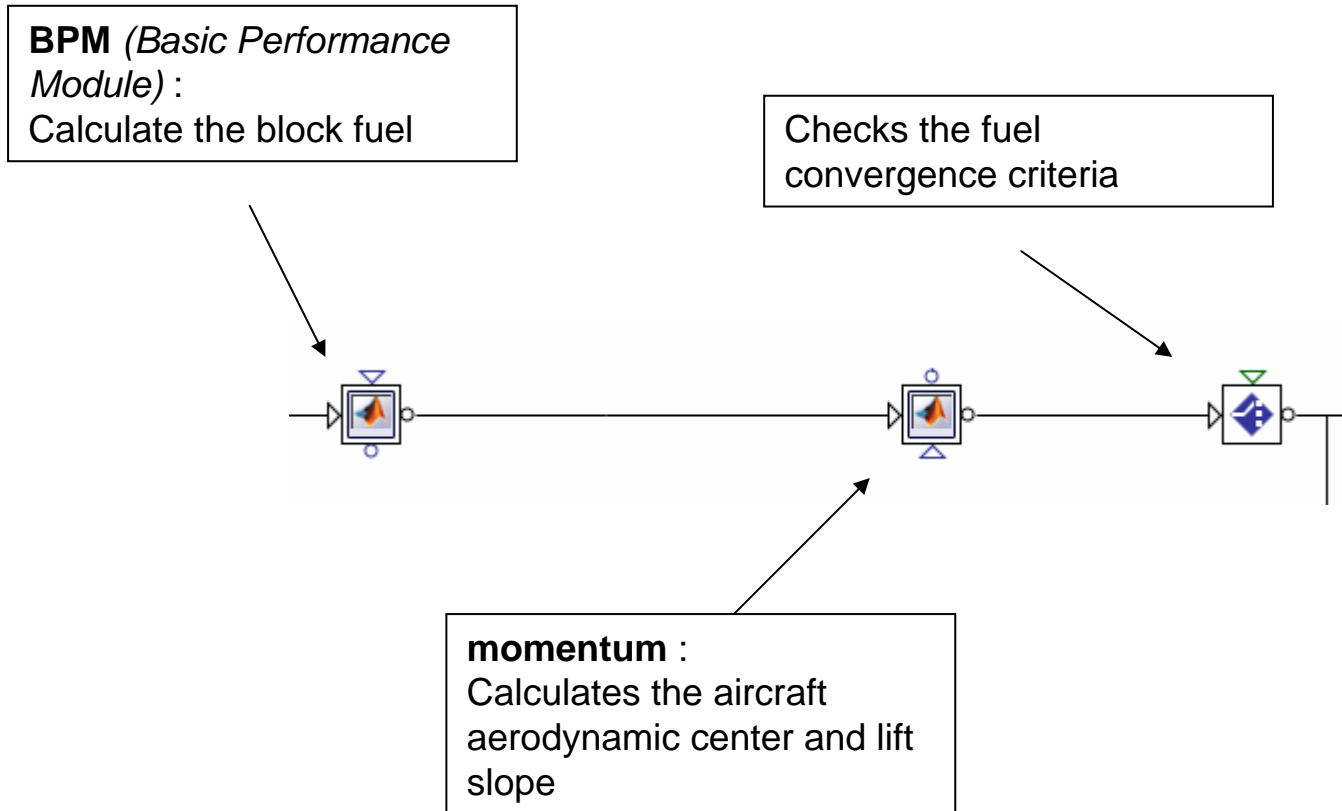 BPM (Basic Performance
Module) :
Calculate the block fuel
Checks the fuel
convergence criteria
momentum :
Calculates the aircraft
aerodynamic center and lift
slope